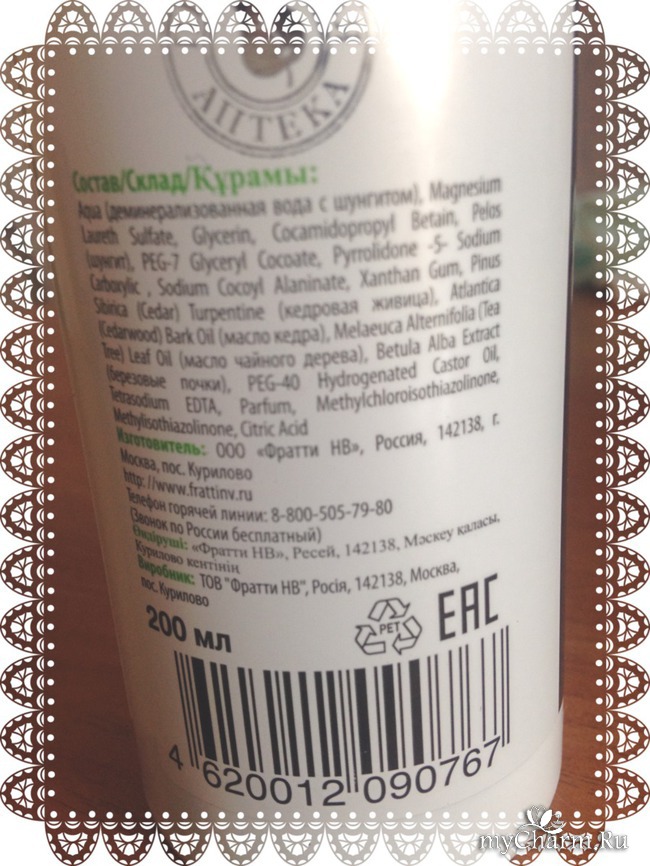 АПТЕКА
Состав/Склад/Құрамы:
Aqua (деминерализованная вода с шунгитом), Magnesium
Laureth Sulfate, Glycerin, Cocamidopropyl Betain, Pelos
(шунгит), PEG-7 Glyceryl Cocoate, Pyrrolidone -5- Sodium
Carboxylic , Sodium Cocoyl Alaninate, Xanthan Gum, Pinus
Sibirica (Cedar) Turpentine (кедровая живица), Atlantica
(Cedarwood) Bark Oil (масло кедра), Melaeuca Alternifolia (Tea
Tree) Leaf Oil (масло чайного дерева), Betula Alba Extract
(березовые почки), PEG-40 Hydrogenated Castor Oil,
Tetrasodium EDTA, Parfum, Methylchloroisothiazolinone,
Methylisothiazolinone, Citric Acid
Изготовитель: ООО «Фратти НВ», Россия, 142138, г.
Москва, пос. Курилово
http: //www.frattinv.ru
Телефон горячей линии: 8-800-505-79-80
(Звонок по России бесплатный)
Өндіруші: «Фратти НВ», Ресей, 142138, Мәскеу қаласы,
Курилово кентінің
Виробник: ТОВ "Фратти НВ", Росія, 142138, Москва,
пос. Курилово
200 мл
PET
EAC
4 620012 090767
myCharm.Ru